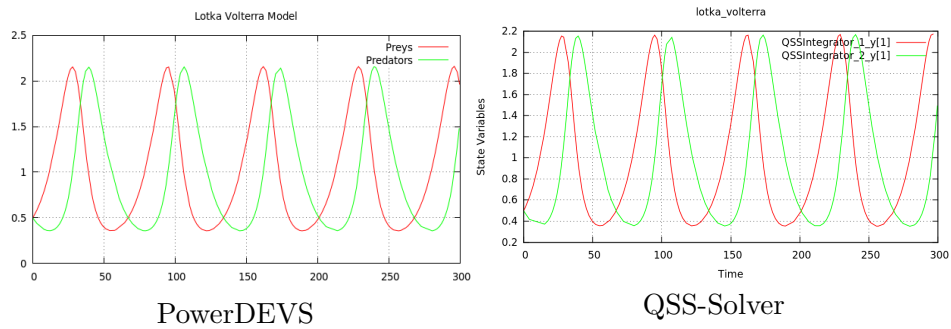 Lotka Volterra Model
Preys
Predators
2.5
2
1.5
1
0.5
0
0 50 100 150 200 250 300
PowerDEVS
lotka_volterra
QSSIntegrator_1_y[1]
QSSIntegrator_2_y[1]
State Variables
2.2
2
1.8
1.6
1.4
1.2
1
0.8
0.6
0.4
0.2
0 50 100 150 200 250 300
Time
QSS-Solver